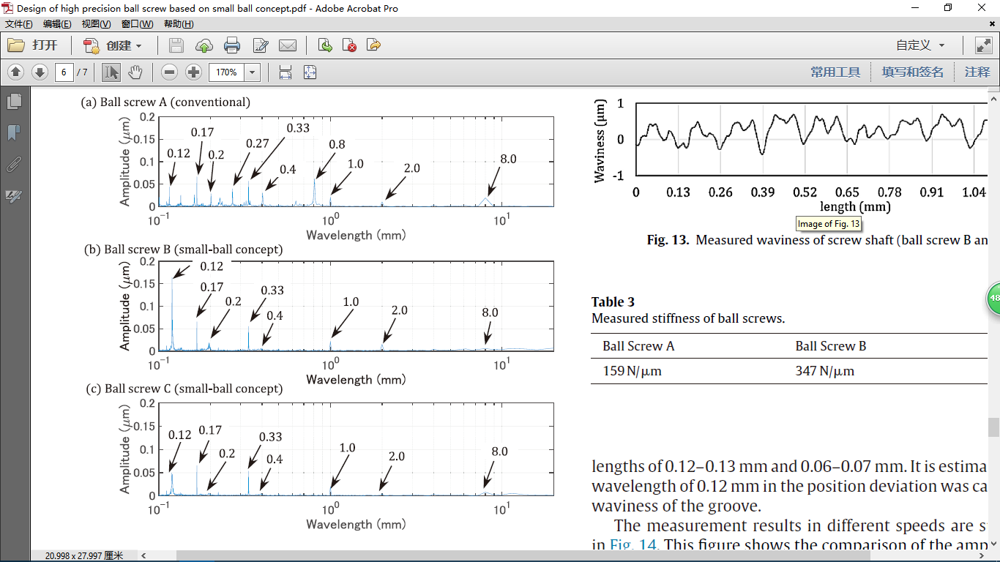 Design of high precision ball screw based on small ball concept.pdf - Adobe Acrobat Pro
文件(F) 编辑(E) 视图(V) 窗口(W) 帮助(H)
打开 创建 自定义
6 / 7 170% 常用工具 填写和签名 注释
(a) Ball screw A (conventional)
Amplitude (μm)
0.2
0.15
0.1
0.05
0
0.12
0.17
0.2
0.27
0.33
0.4
0.8
1.0
2.0
8.0
10⁻¹ 10⁰ 10¹
Wavelength (mm)
(b) Ball screw B (small-ball concept)
Amplitude (μm)
0.2
0.15
0.1
0.05
0
0.12
0.17
0.2
0.33
0.4
1.0
2.0
8.0
10⁻¹ 10⁰ 10¹
Wavelength (mm)
(c) Ball screw C (small-ball concept)
Amplitude (μm)
0.2
0.15
0.1
0.05
0
0.12
0.17
0.2
0.33
0.4
1.0
2.0
8.0
10⁻¹ 10⁰ 10¹
Wavelength (mm)
Waviness (μm)
1
0
-1
0 0.13 0.26 0.39 0.52 0.65 0.78 0.91 1.04
length (mm)
Image of Fig. 13
Fig. 13. Measured waviness of screw shaft (ball screw B an
48
Table 3
Measured stiffness of ball screws.
Ball Screw A Ball Screw B
159 N/μm 347 N/μm
lengths of 0.12–0.13 mm and 0.06–0.07 mm. It is estima
wavelength of 0.12 mm in the position deviation was ca
waviness of the groove.
The measurement results in different speeds are s
in Fig. 14. This figure shows the comparison of the amp
20.998 x 27.997 厘米